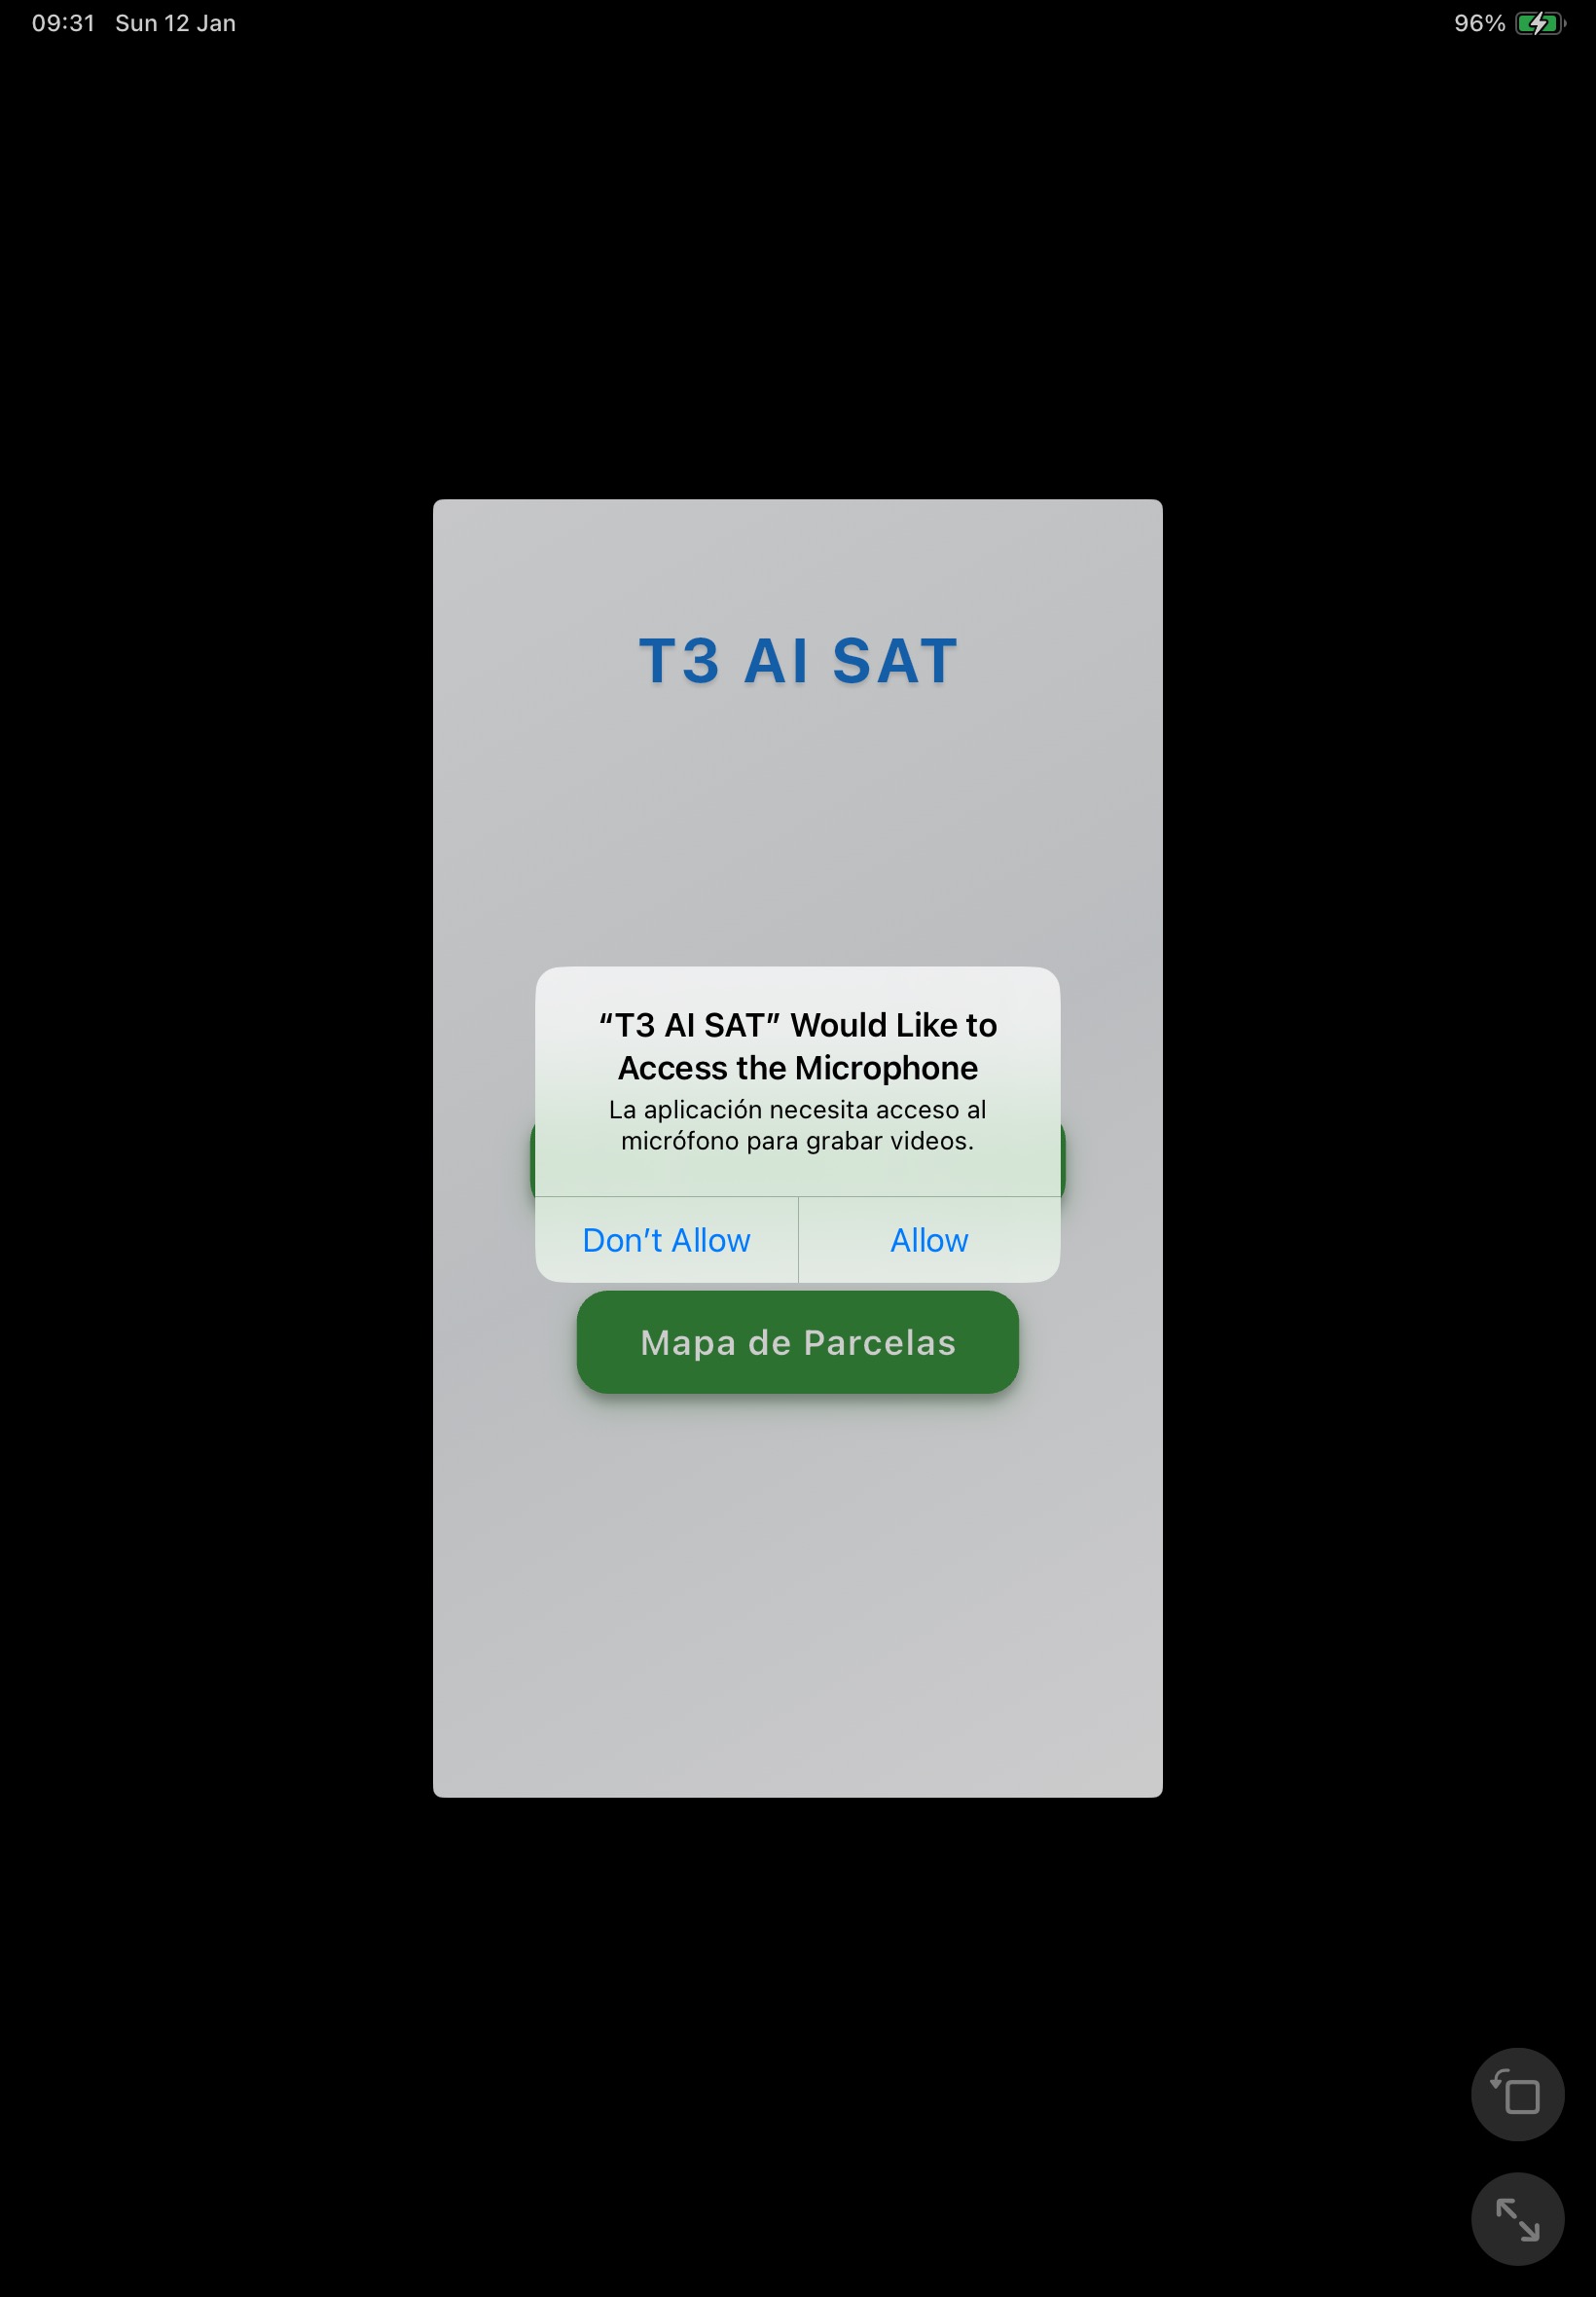 09:31 Sun 12 Jan 96%
T3 AI SAT
“T3 AI SAT” Would Like to
Access the Microphone
La aplicación necesita acceso al
micrófono para grabar videos.
Don’t Allow Allow
Mapa de Parcelas